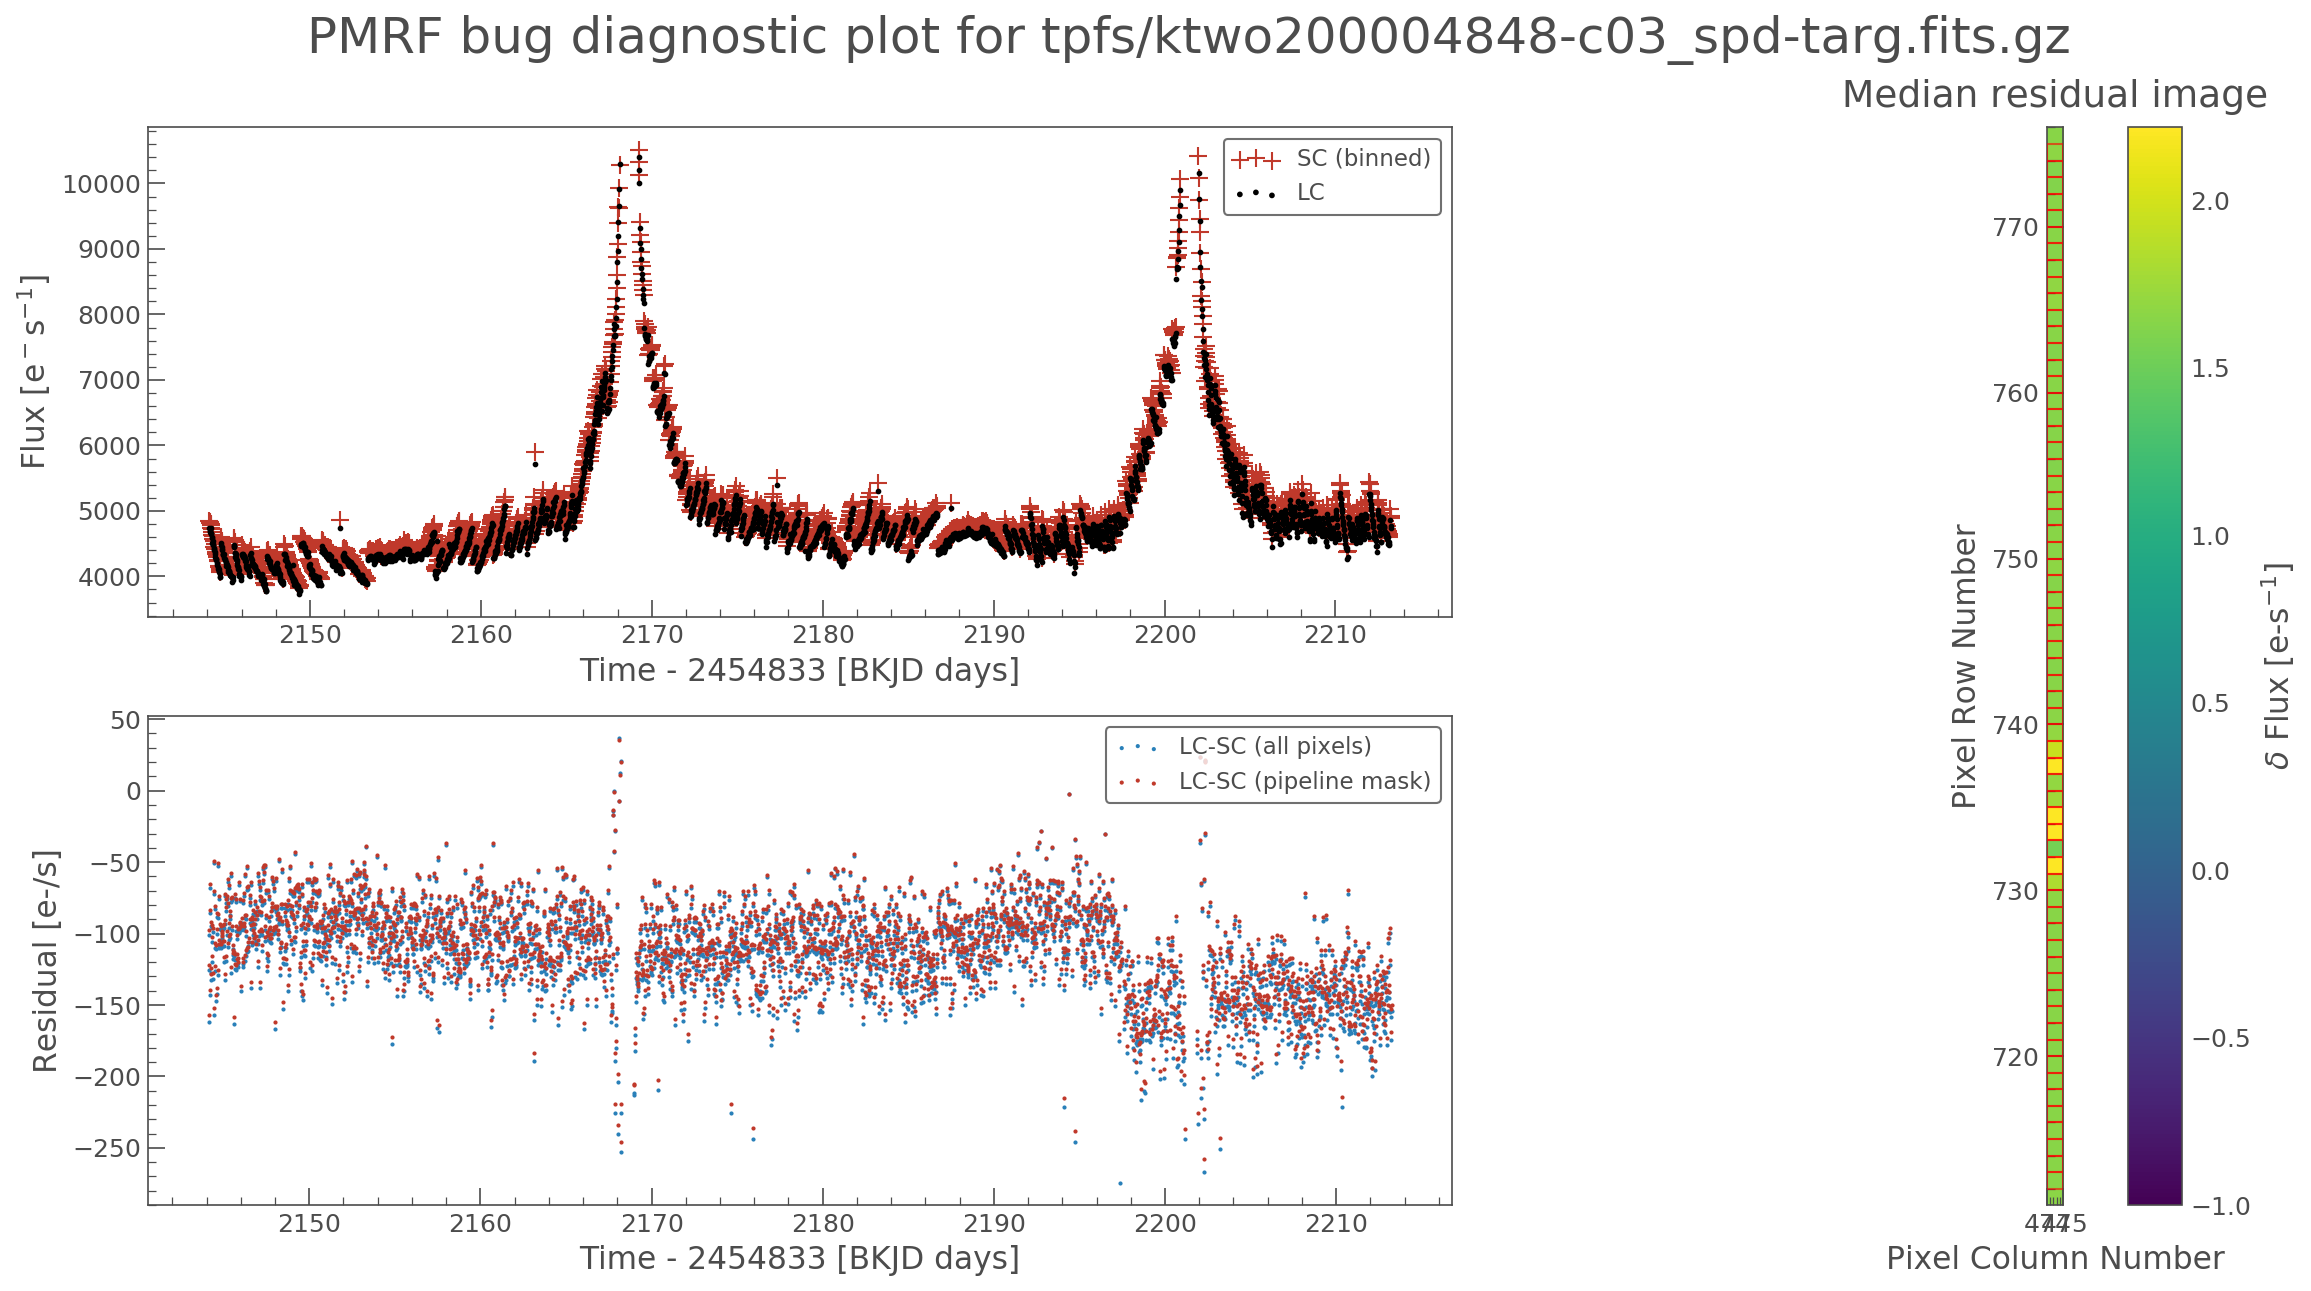 PMRF bug diagnostic plot for tpfs/ktwo200004848-c03_spd-targ.fits.gz
Median residual image
Flux [e⁻ s⁻¹]
10000
9000
8000
7000
6000
5000
4000
SC (binned)
LC
2150 2160 2170 2180 2190 2200 2210
Time - 2454833 [BKJD days]
Residual [e-/s]
50
0
−50
−100
−150
−200
−250
LC-SC (all pixels)
LC-SC (pipeline mask)
2150 2160 2170 2180 2190 2200 2210
Time - 2454833 [BKJD days]
Pixel Row Number
770
760
750
740
730
720
Pixel Column Number
2.0
1.5
1.0
0.5
0.0
−0.5
−1.0
δ Flux [e-s⁻¹]